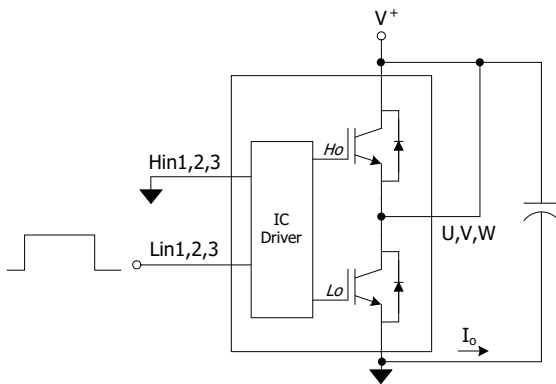 V+
Hin1,2,3
Ho
IC
Driver
U,V,W
Lin1,2,3
Lo
Io